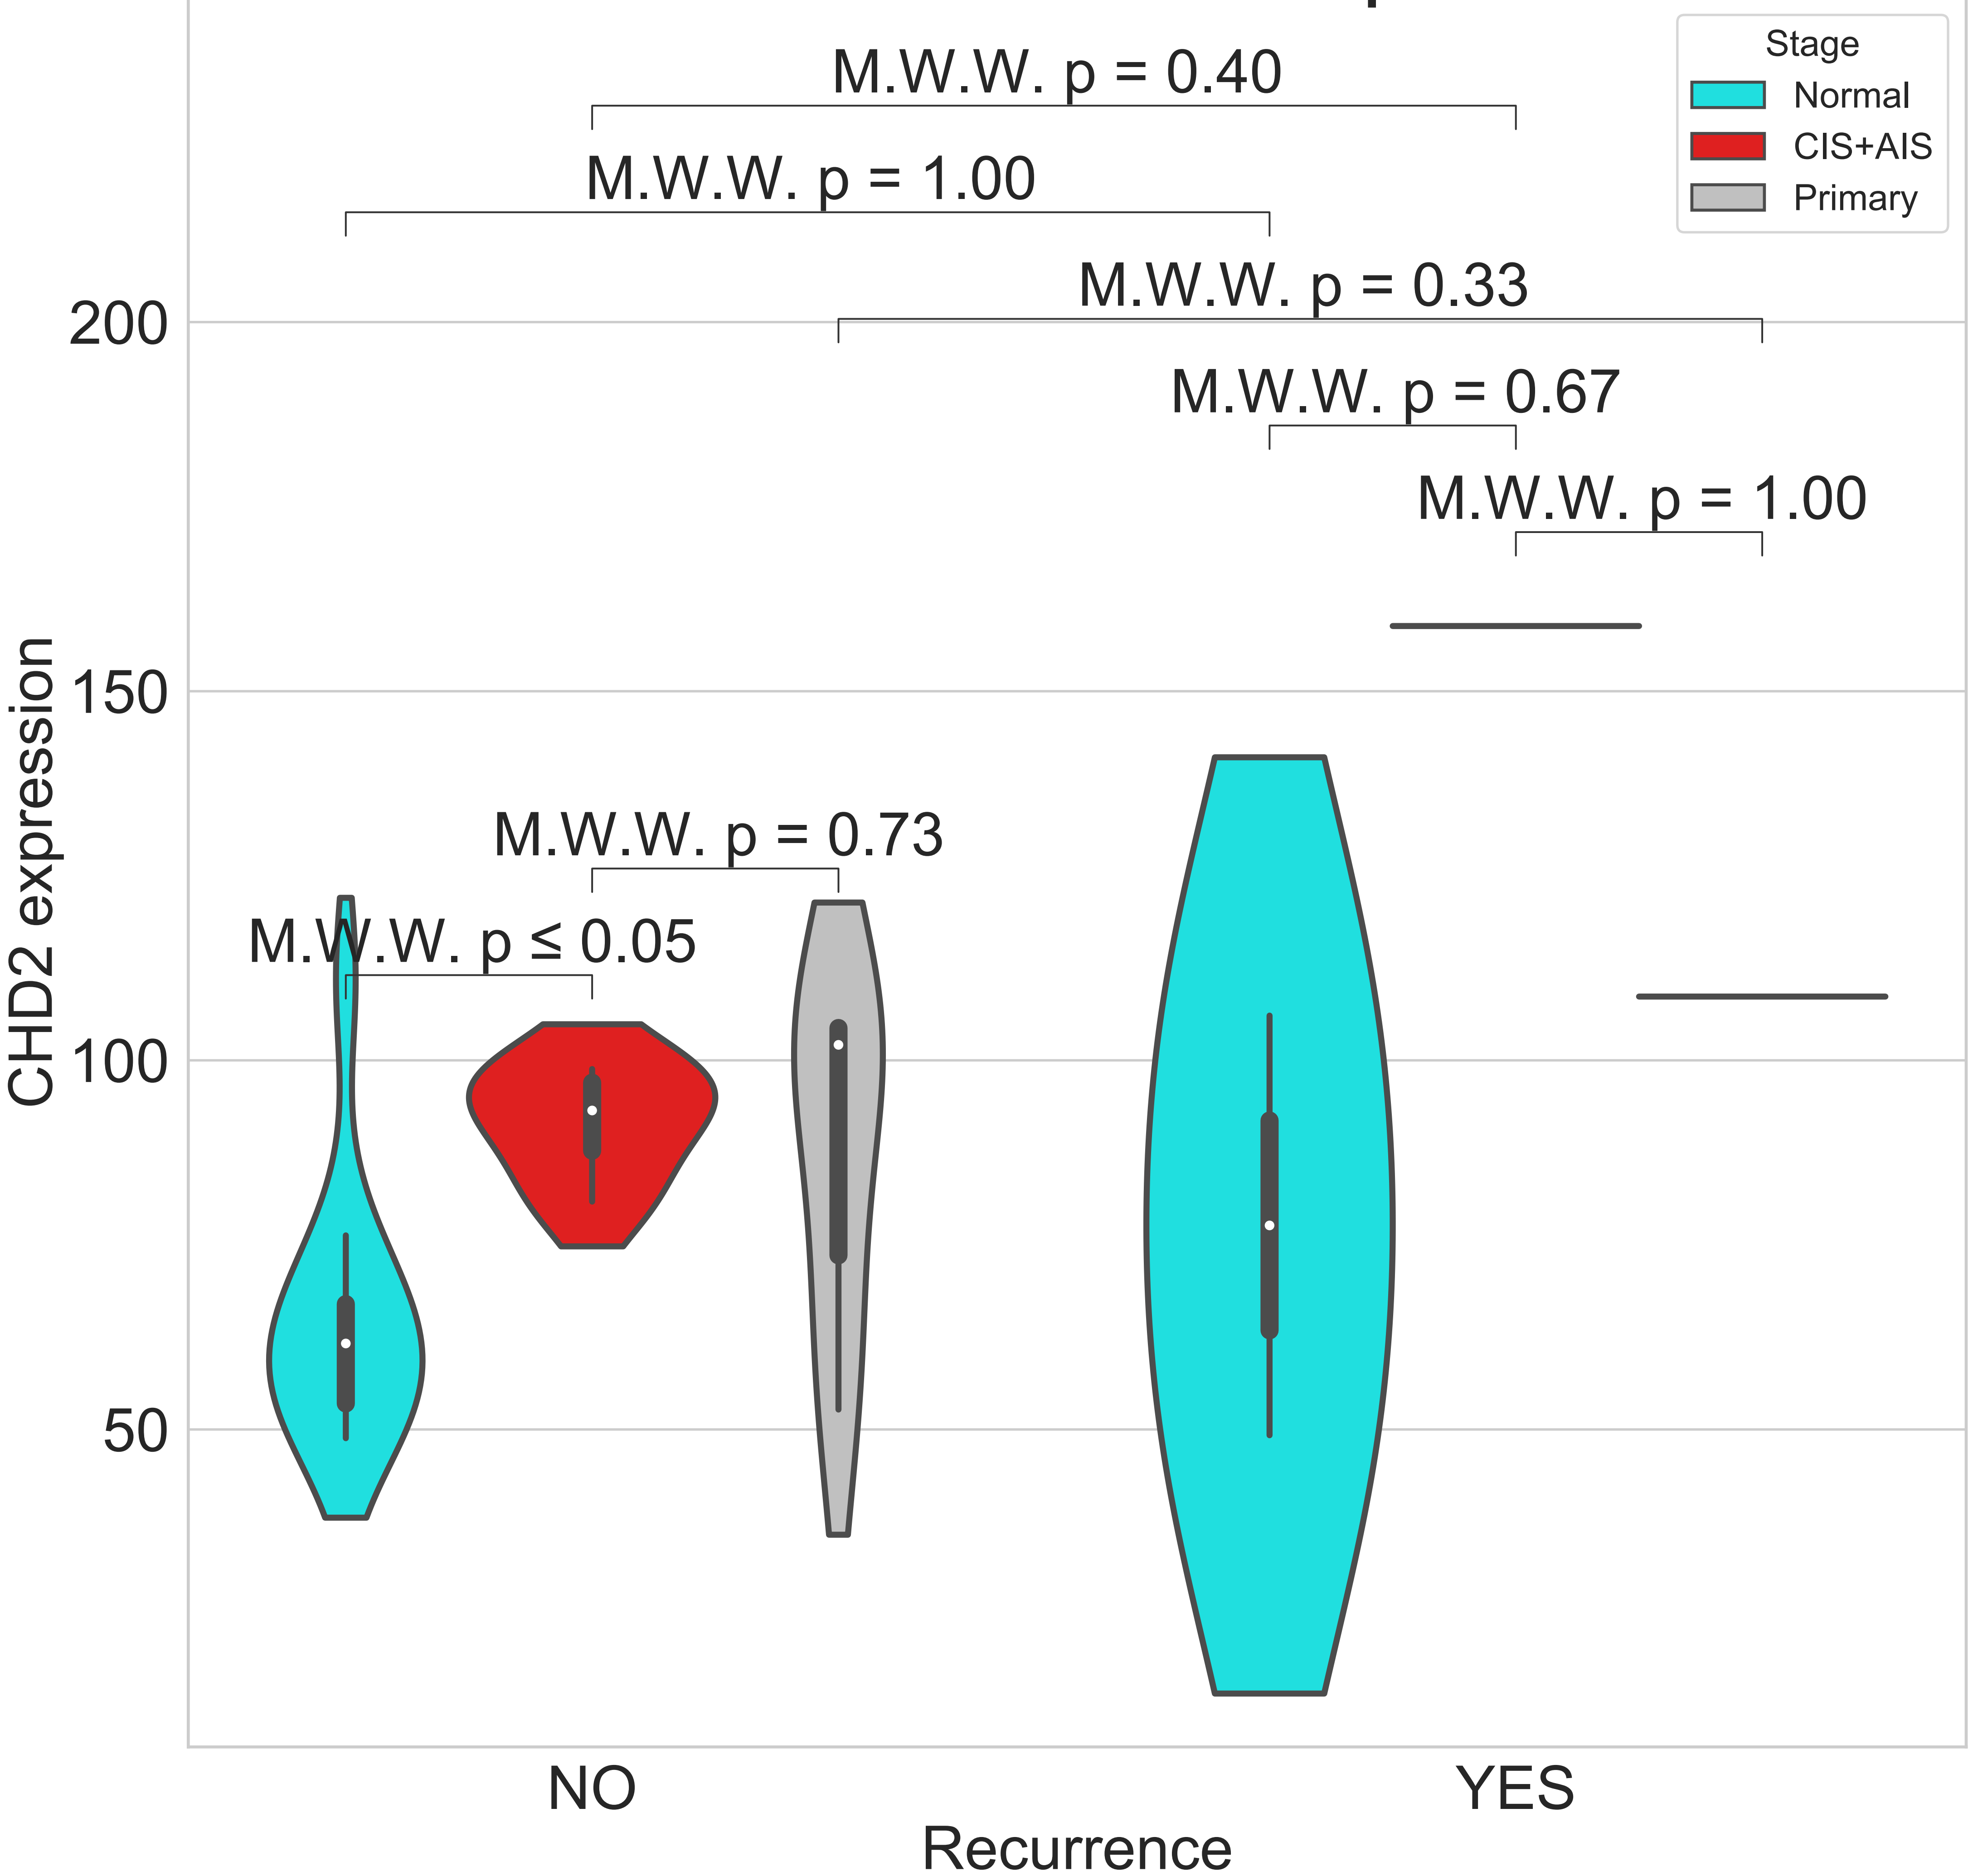 M.W.W. p = 0.40
Stage
Normal
CIS+AIS
Primary
M.W.W. p = 1.00
M.W.W. p = 0.33
200
M.W.W. p = 0.67
M.W.W. p = 1.00
150
CHD2 expression
M.W.W. p = 0.73
M.W.W. p ≤ 0.05
100
50
NO
YES
Recurrence